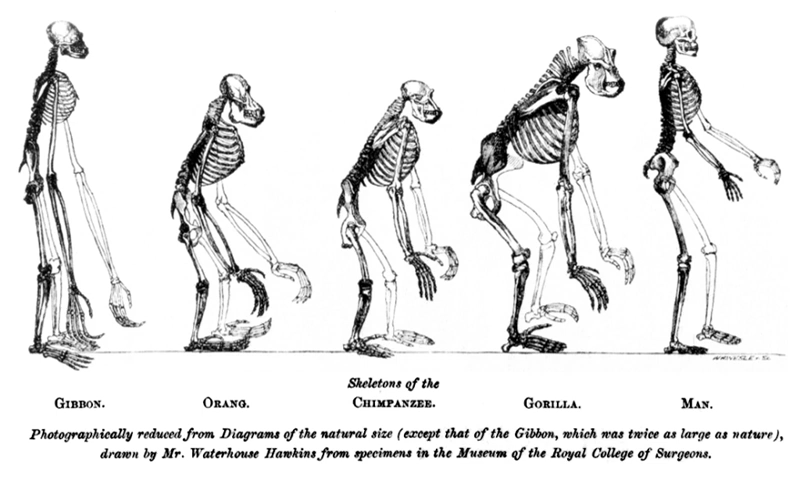 Skeletons of the
GIBBON. ORANG. CHIMPANZEE. GORILLA. MAN.
Photographically reduced from Diagrams of the natural size (except that of the Gibbon, which was twice as large as nature),
drawn by Mr. Waterhouse Hawkins from specimens in the Museum of the Royal College of Surgeons.